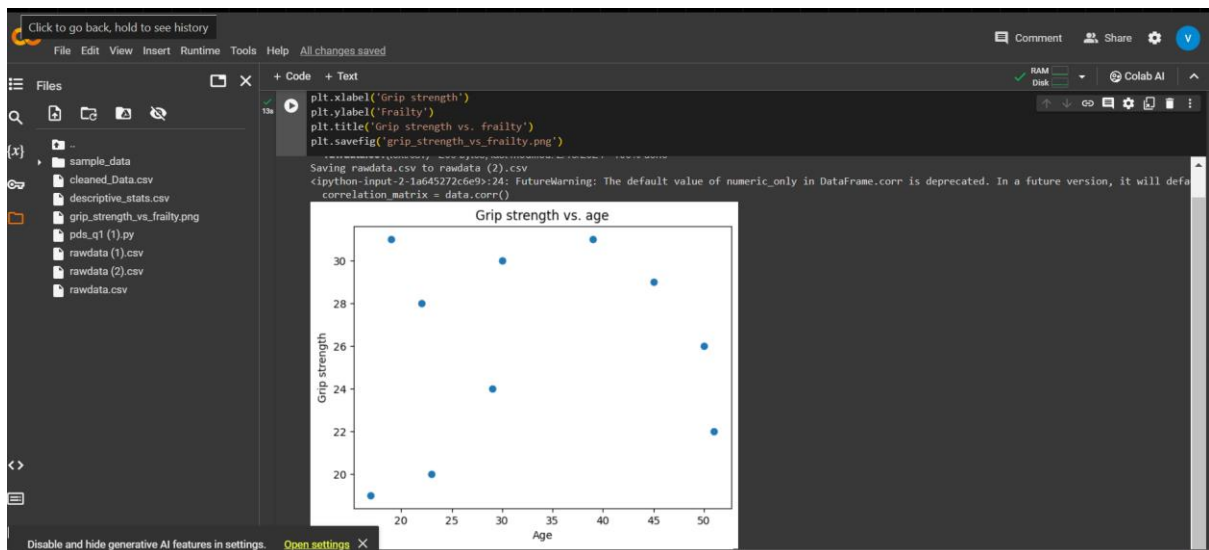 Click to go back, hold to see history
File Edit View Insert Runtime Tools Help All changes saved
Comment Share V
Files
+ Code + Text
RAM
Disk
Colab AI
13s
plt.xlabel('Grip strength')
plt.ylabel('Frailty')
plt.title('Grip strength vs. frailty')
plt.savefig('grip_strength_vs_frailty.png')
{x}
..
sample_data
cleaned_Data.csv
descriptive_stats.csv
grip_strength_vs_frailty.png
pds_q1 (1).py
rawdata (1).csv
rawdata (2).csv
rawdata.csv
Saving rawdata.csv to rawdata (2).csv
<ipython-input-2-1a645272c6e9>:24: FutureWarning: The default value of numeric_only in DataFrame.corr is deprecated. In a future version, it will defa
correlation_matrix = data.corr()
Grip strength vs. age
Grip strength
30
28
26
24
22
20
20 25 30 35 40 45 50
Age
Disable and hide generative AI features in settings. Open settings